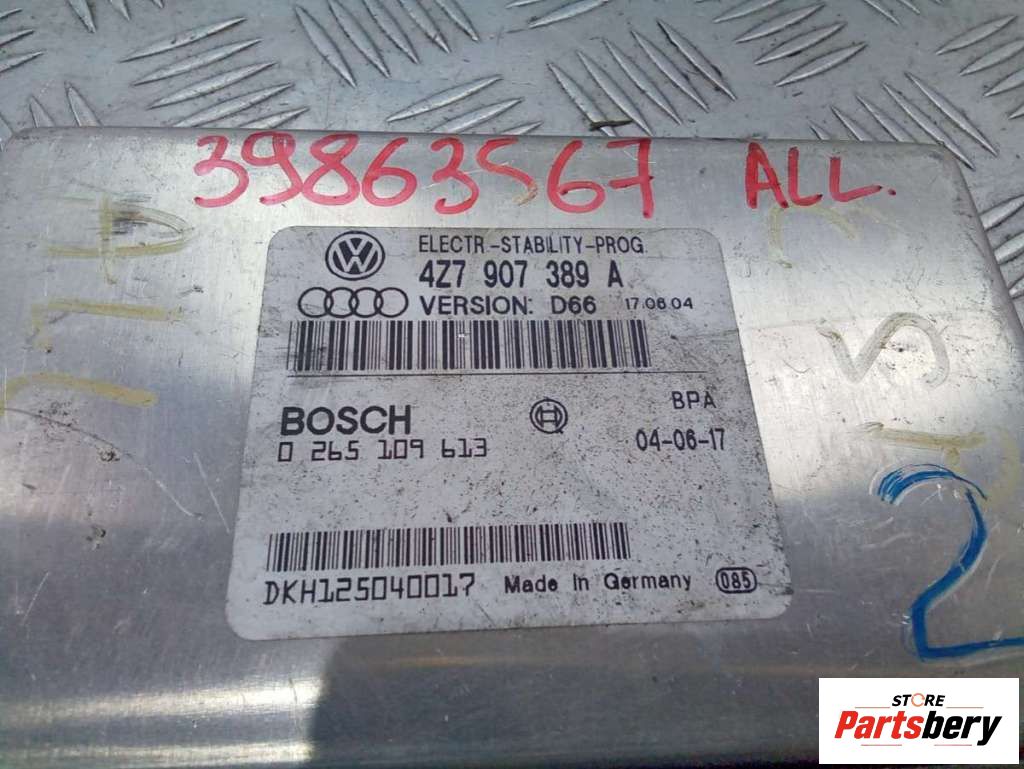 39863567 ALL.
ELECTR.-STABILITY-PROG.
4Z7 907 389 A
VERSION: D66 17.06.04
BOSCH
BPA
0 265 109 613
04-06-17
DKH125040017 Made in Germany 085
2
STORE
Partsbery